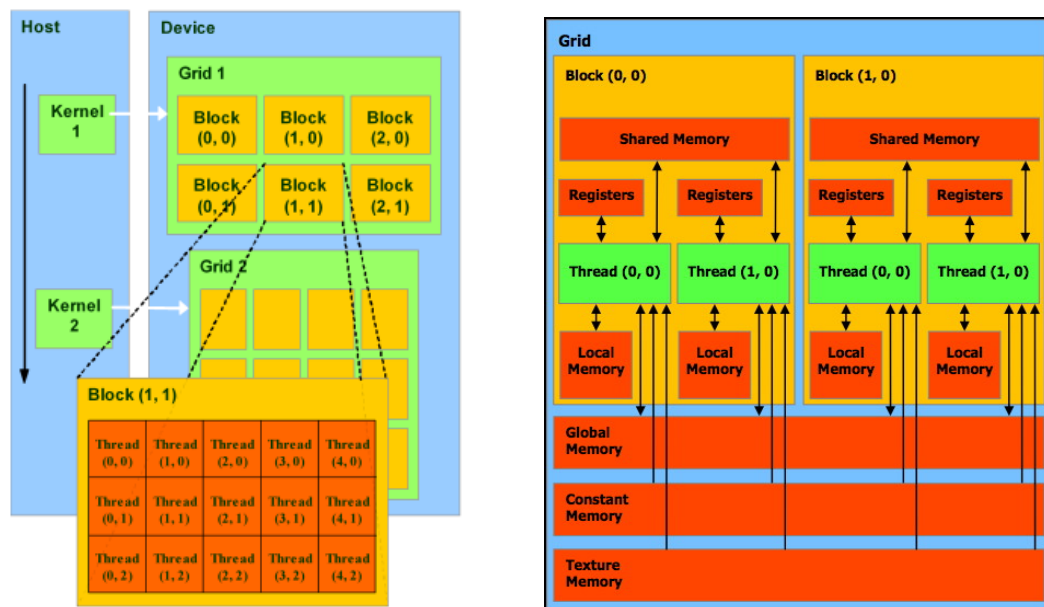 Host
Device
Grid 1
Kernel
1
Block
(0, 0)
Block
(1, 0)
Block
(2, 0)
Block
(0, 1)
Block
(1, 1)
Block
(2, 1)
Grid 2
Kernel
2
Block (1, 1)
Thread
(0, 0)
Thread
(1, 0)
Thread
(2, 0)
Thread
(3, 0)
Thread
(4, 0)
Thread
(0, 1)
Thread
(1, 1)
Thread
(2, 1)
Thread
(3, 1)
Thread
(4, 1)
Thread
(0, 2)
Thread
(1, 2)
Thread
(2, 2)
Thread
(3, 2)
Thread
(4, 2)
Grid
Block (0, 0)
Shared Memory
Registers
Registers
Thread (0, 0)
Thread (1, 0)
Local
Memory
Local
Memory
Block (1, 0)
Shared Memory
Registers
Registers
Thread (0, 0)
Thread (1, 0)
Local
Memory
Local
Memory
Global
Memory
Constant
Memory
Texture
Memory